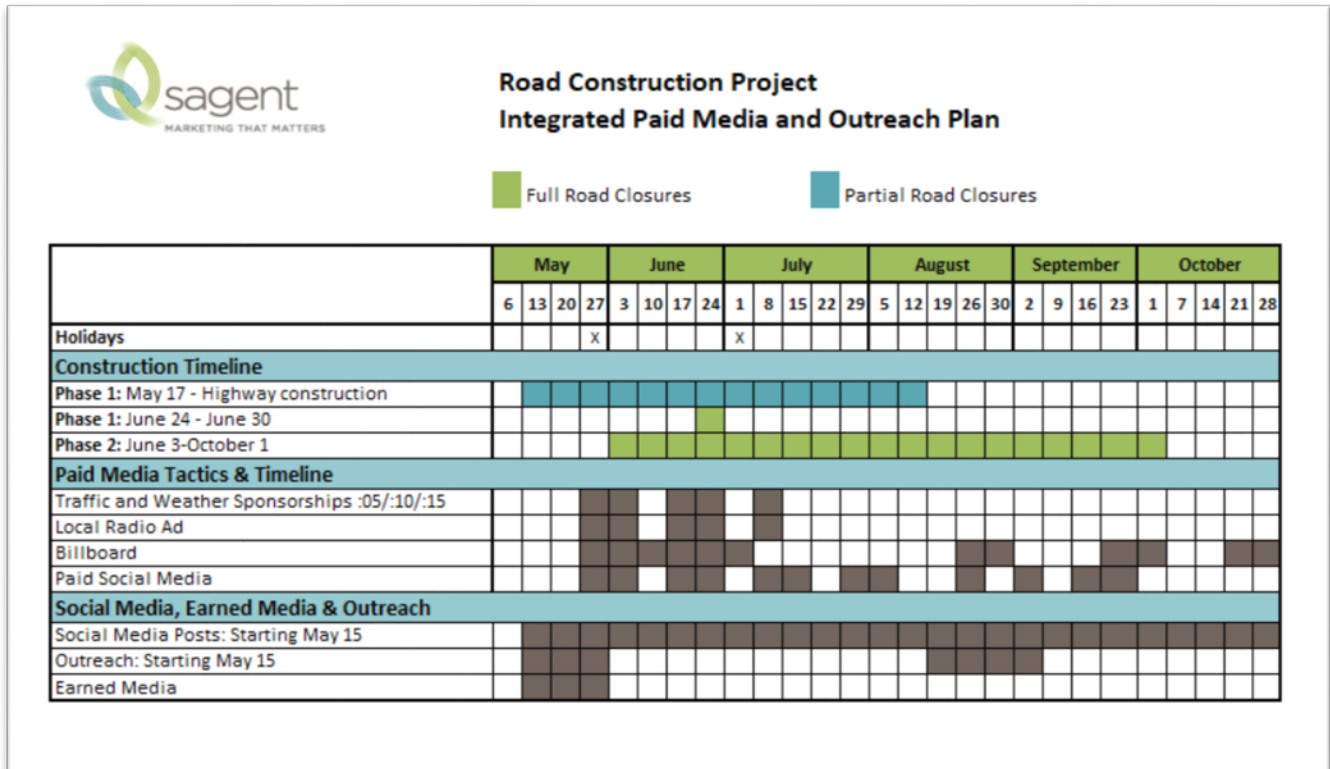 sagent
MARKETING THAT MATTERS
Road Construction Project
Integrated Paid Media and Outreach Plan
Full Road Closures Partial Road Closures
May June July August September October
6 13 20 27 3 10 17 24 1 8 15 22 29 5 12 19 26 30 2 9 16 23 1 7 14 21 28
Holidays X X
Construction Timeline
Phase 1: May 17 - Highway construction
Phase 1: June 24 - June 30
Phase 2: June 3-October 1
Paid Media Tactics & Timeline
Traffic and Weather Sponsorships :05/:10/:15
Local Radio Ad
Billboard
Paid Social Media
Social Media, Earned Media & Outreach
Social Media Posts: Starting May 15
Outreach: Starting May 15
Earned Media